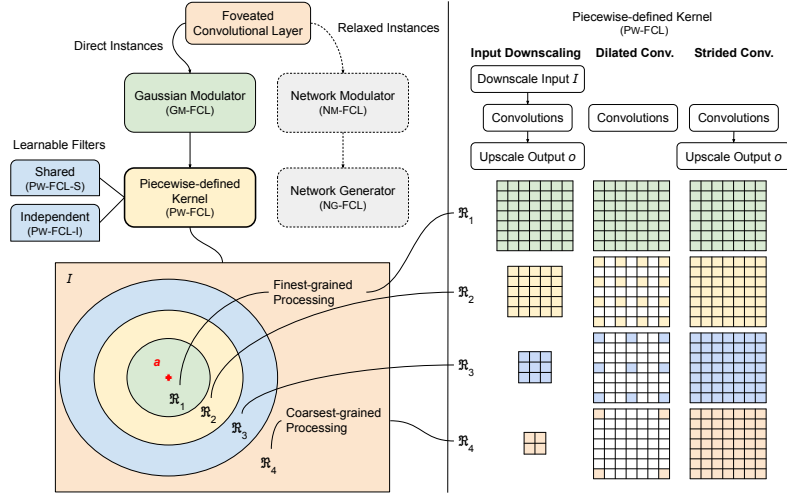 Foveated
Convolutional Layer
Direct Instances
Relaxed Instances
Gaussian Modulator
(GM-FCL)
Network Modulator
(NM-FCL)
Learnable Filters
Shared
(PW-FCL-S)
Independent
(PW-FCL-I)
Piecewise-defined
Kernel
(PW-FCL)
Network Generator
(NG-FCL)
I
Finest-grained
Processing
a
ℜ1
ℜ2
ℜ3
Coarsest-grained
Processing
ℜ4
Piecewise-defined Kernel
(PW-FCL)
Input Downscaling Dilated Conv. Strided Conv.
Downscale Input I
Convolutions Convolutions Convolutions
Upscale Output o Upscale Output o
ℜ1
ℜ2
ℜ3
ℜ4